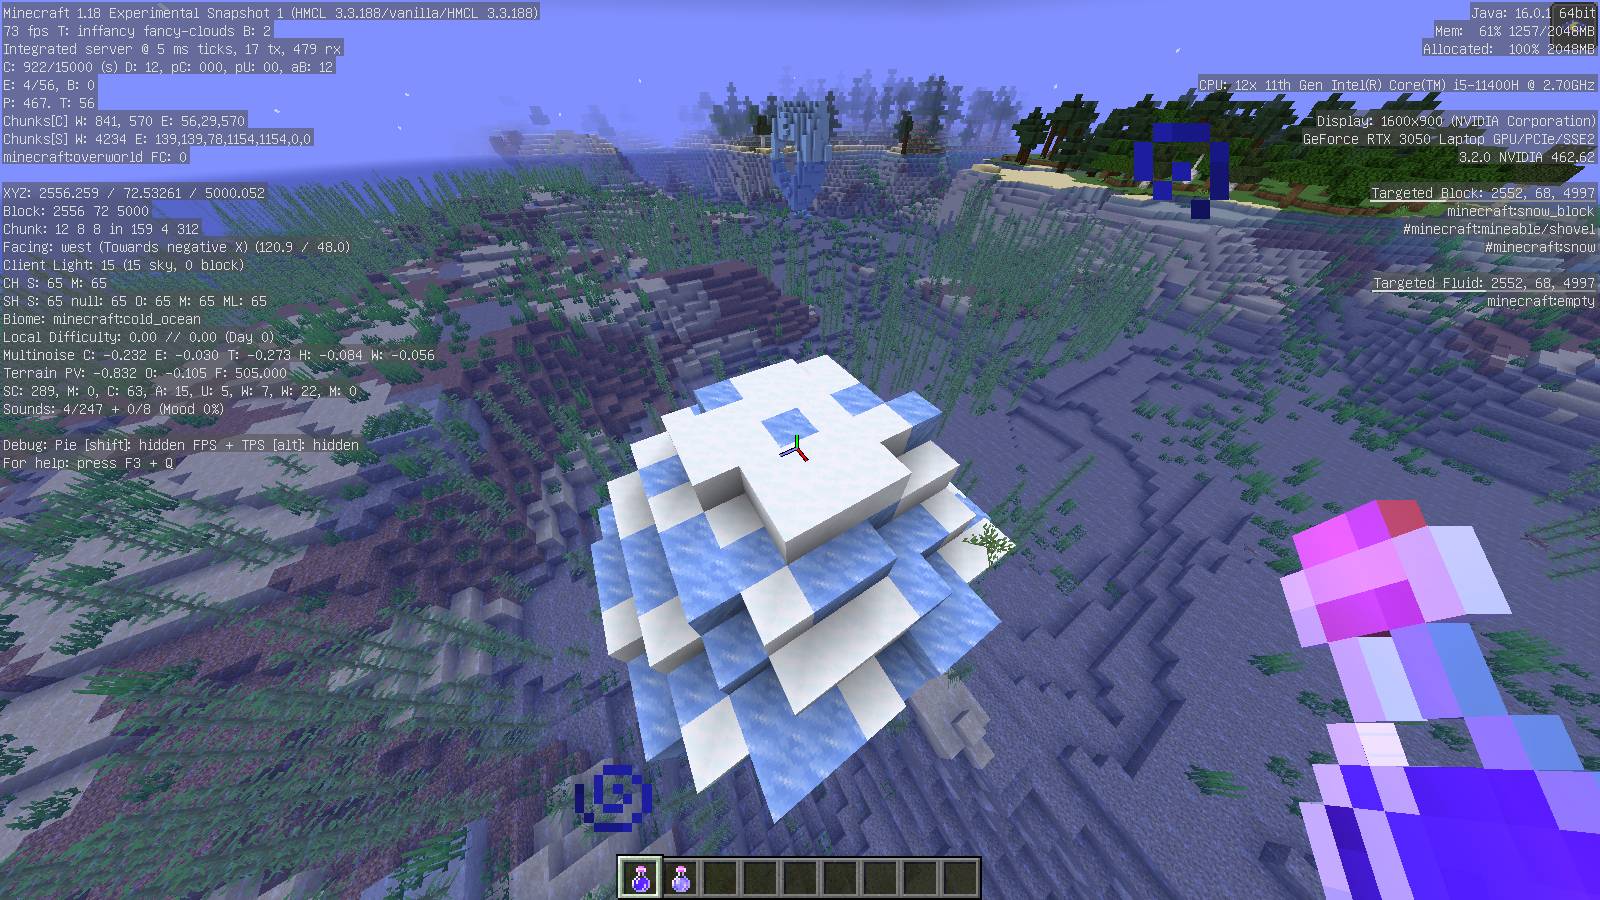 Minecraft 1.18 Experimental Snapshot 1 (HMCL 3.3.188/vanilla/HMCL 3.3.188)
73 fps T: inffancy fancy-clouds B: 2
Integrated server @ 5 ms ticks, 17 tx, 479 rx
C: 922/15000 (s) D: 12, pC: 000, pU: 00, aB: 12
E: 4/56, B: 0
P: 467. T: 56
Chunks[C] W: 841, 570 E: 56,29,570
Chunks[S] W: 4234 E: 139,139,78,1154,1154,0,0
minecraft:overworld FC: 0
XYZ: 2556.259 / 72.53261 / 5000.052
Block: 2556 72 5000
Chunk: 12 8 8 in 159 4 312
Facing: west (Towards negative X) (120.9 / 48.0)
Client Light: 15 (15 sky, 0 block)
CH S: 65 M: 65
SH S: 65 null: 65 O: 65 M: 65 ML: 65
Biome: minecraft:cold_ocean
Local Difficulty: 0.00 // 0.00 (Day 0)
Multinoise C: -0.232 E: -0.030 T: -0.273 H: -0.084 W: -0.056
Terrain PV: -0.832 O: -0.105 F: 505.000
SC: 289, M: 0, C: 63, A: 15, U: 5, W: 7, W: 22, M: 0
Sounds: 4/247 + 0/8 (Mood 0%)
Debug: Pie [shift]: hidden FPS + TPS [alt]: hidden
For help: press F3 + Q
Java: 16.0.1 64bit
Mem: 61% 1257/2048MB
Allocated: 100% 2048MB
CPU: 12x 11th Gen Intel(R) Core(TM) i5-11400H @ 2.70GHz
Display: 1600x900 (NVIDIA Corporation)
GeForce RTX 3050 Laptop GPU/PCIe/SSE2
3.2.0 NVIDIA 462.62
Targeted Block: 2552, 68, 4997
minecraft:snow_block
#minecraft:mineable/shovel
#minecraft:snow
Targeted Fluid: 2552, 68, 4997
minecraft:empty